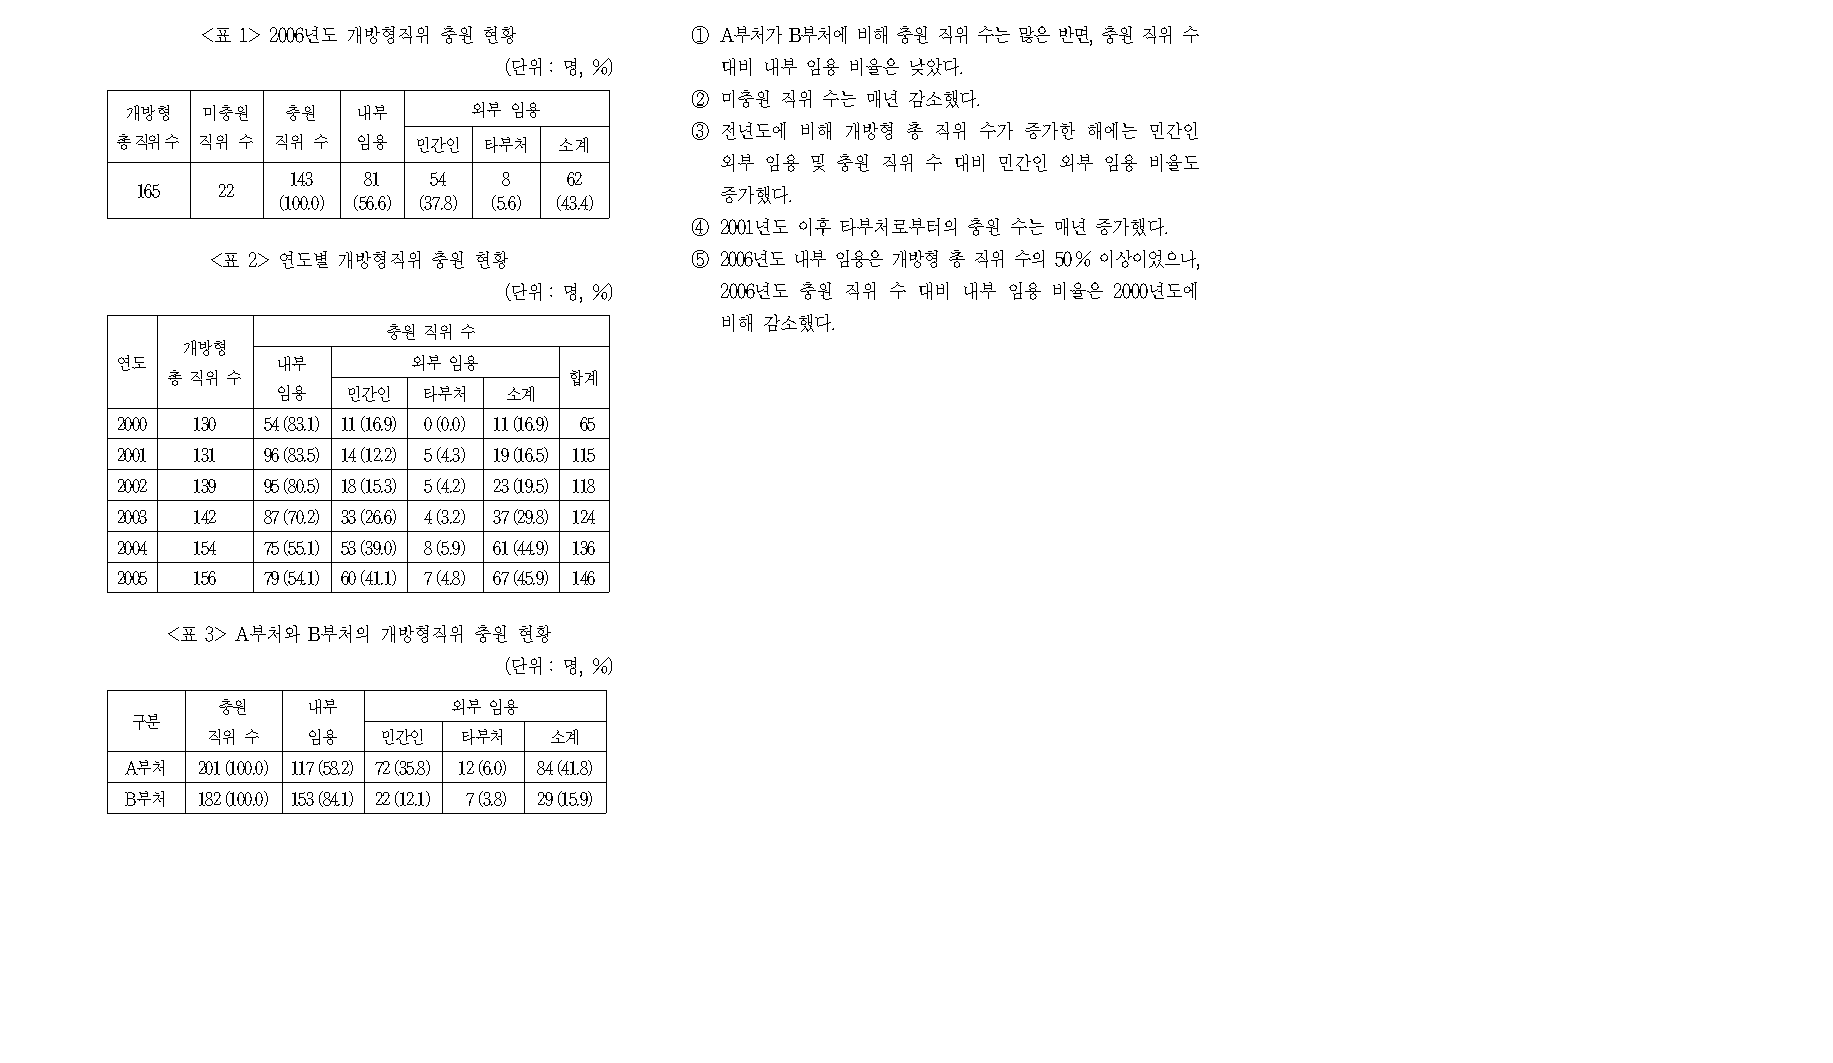 <표 1> 2006년도 개방형직위 충원 현황
(단위 : 명, %)
개방형 총 직위 수 미충원 직위 수 충원 직위 수 내부 임용 외부 임용
민간인 타부처 소계
165 22 143 (100.0) 81 (56.6) 54 (37.8) 8 (5.6) 62 (43.4)
<표 2> 연도별 개방형직위 충원 현황
(단위 : 명, %)
연도 개방형 총 직위 수 충원 직위 수
내부 임용 외부 임용 합계
민간인 타부처 소계
2000 130 54 (83.1) 11 (16.9) 0 (0.0) 11 (16.9) 65
2001 131 96 (83.5) 14 (12.2) 5 (4.3) 19 (16.5) 115
2002 139 95 (80.5) 18 (15.3) 5 (4.2) 23 (19.5) 118
2003 142 87 (70.2) 33 (26.6) 4 (3.2) 37 (29.8) 124
2004 154 75 (55.1) 53 (39.0) 8 (5.9) 61 (44.9) 136
2005 156 79 (54.1) 60 (41.1) 7 (4.8) 67 (45.9) 146
<표 3> A부처와 B부처의 개방형직위 충원 현황
(단위 : 명, %)
구분 충원 직위 수 내부 임용 외부 임용
민간인 타부처 소계
A부처 201 (100.0) 117 (58.2) 72 (35.8) 12 (6.0) 84 (41.8)
B부처 182 (100.0) 153 (84.1) 22 (12.1) 7 (3.8) 29 (15.9)
① A부처가 B부처에 비해 충원 직위 수는 많은 반면, 충원 직위 수
대비 내부 임용 비율은 낮았다.
② 미충원 직위 수는 매년 감소했다.
③ 전년도에 비해 개방형 총 직위 수가 증가한 해에는 민간인
외부 임용 및 충원 직위 수 대비 민간인 외부 임용 비율도
증가했다.
④ 2001년도 이후 타부처로부터의 충원 수는 매년 증가했다.
⑤ 2006년도 내부 임용은 개방형 총 직위 수의 50% 이상이었으나,
2006년도 충원 직위 수 대비 내부 임용 비율은 2000년도에
비해 감소했다.